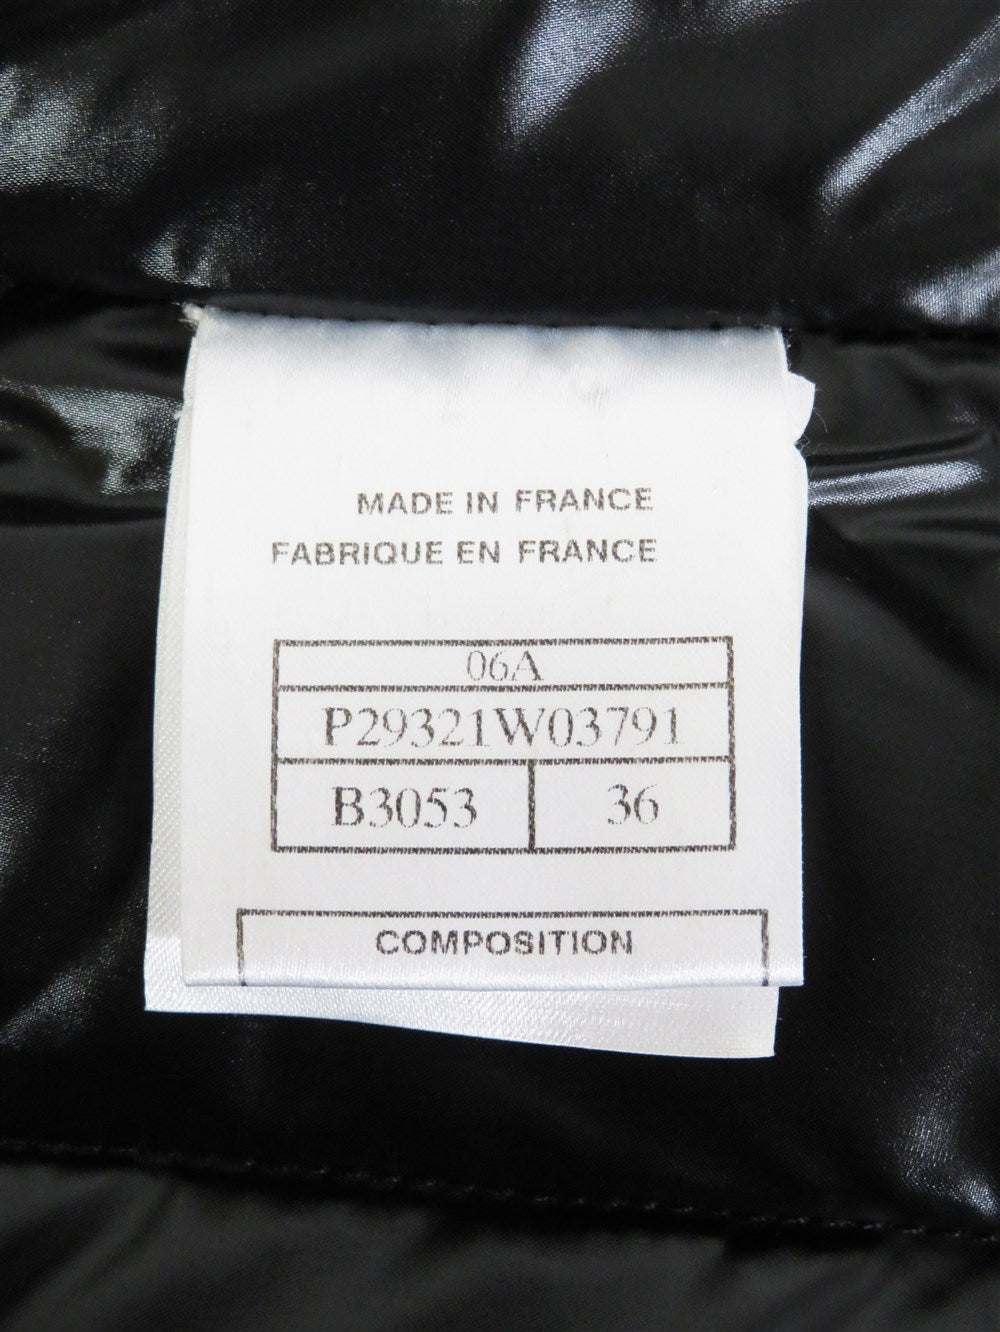 MADE IN FRANCE
FABRIQUE EN FRANCE
06A
P29321W03791
B3053 36
COMPOSITION